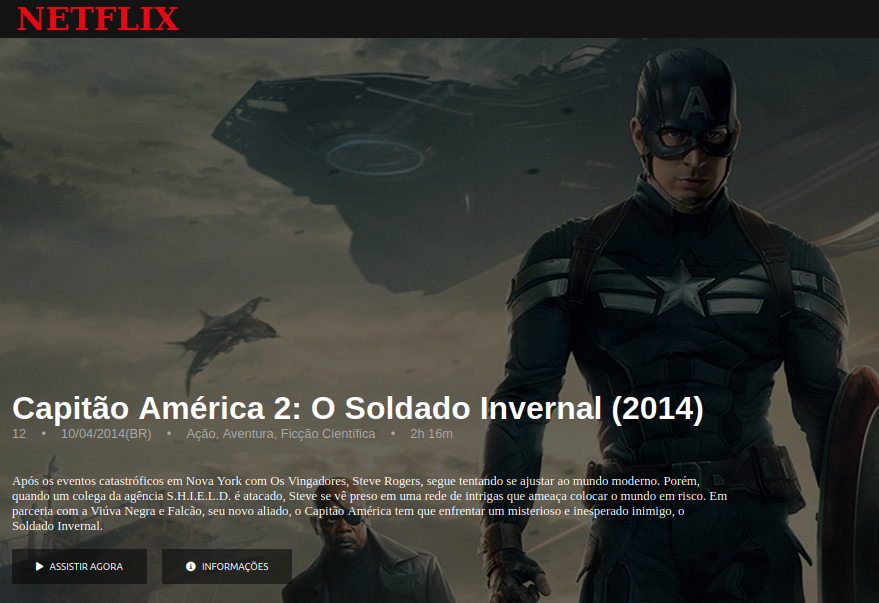 NETFLIX
A
Capitão América 2: O Soldado Invernal (2014)
12 • 10/04/2014(BR) • Ação, Aventura, Ficção Científica • 2h 16m
Após os eventos catastróficos em Nova York com Os Vingadores, Steve Rogers, segue tentando se ajustar ao mundo moderno. Porém,
quando um colega da agência S.H.I.E.L.D. é atacado, Steve se vê preso em uma rede de intrigas que ameaça colocar o mundo em risco. Em
parceria com a Viúva Negra e Falcão, seu novo aliado, o Capitão América tem que enfrentar um misterioso e inesperado inimigo, o
Soldado Invernal.
ASSISTIR AGORA
INFORMAÇÕES